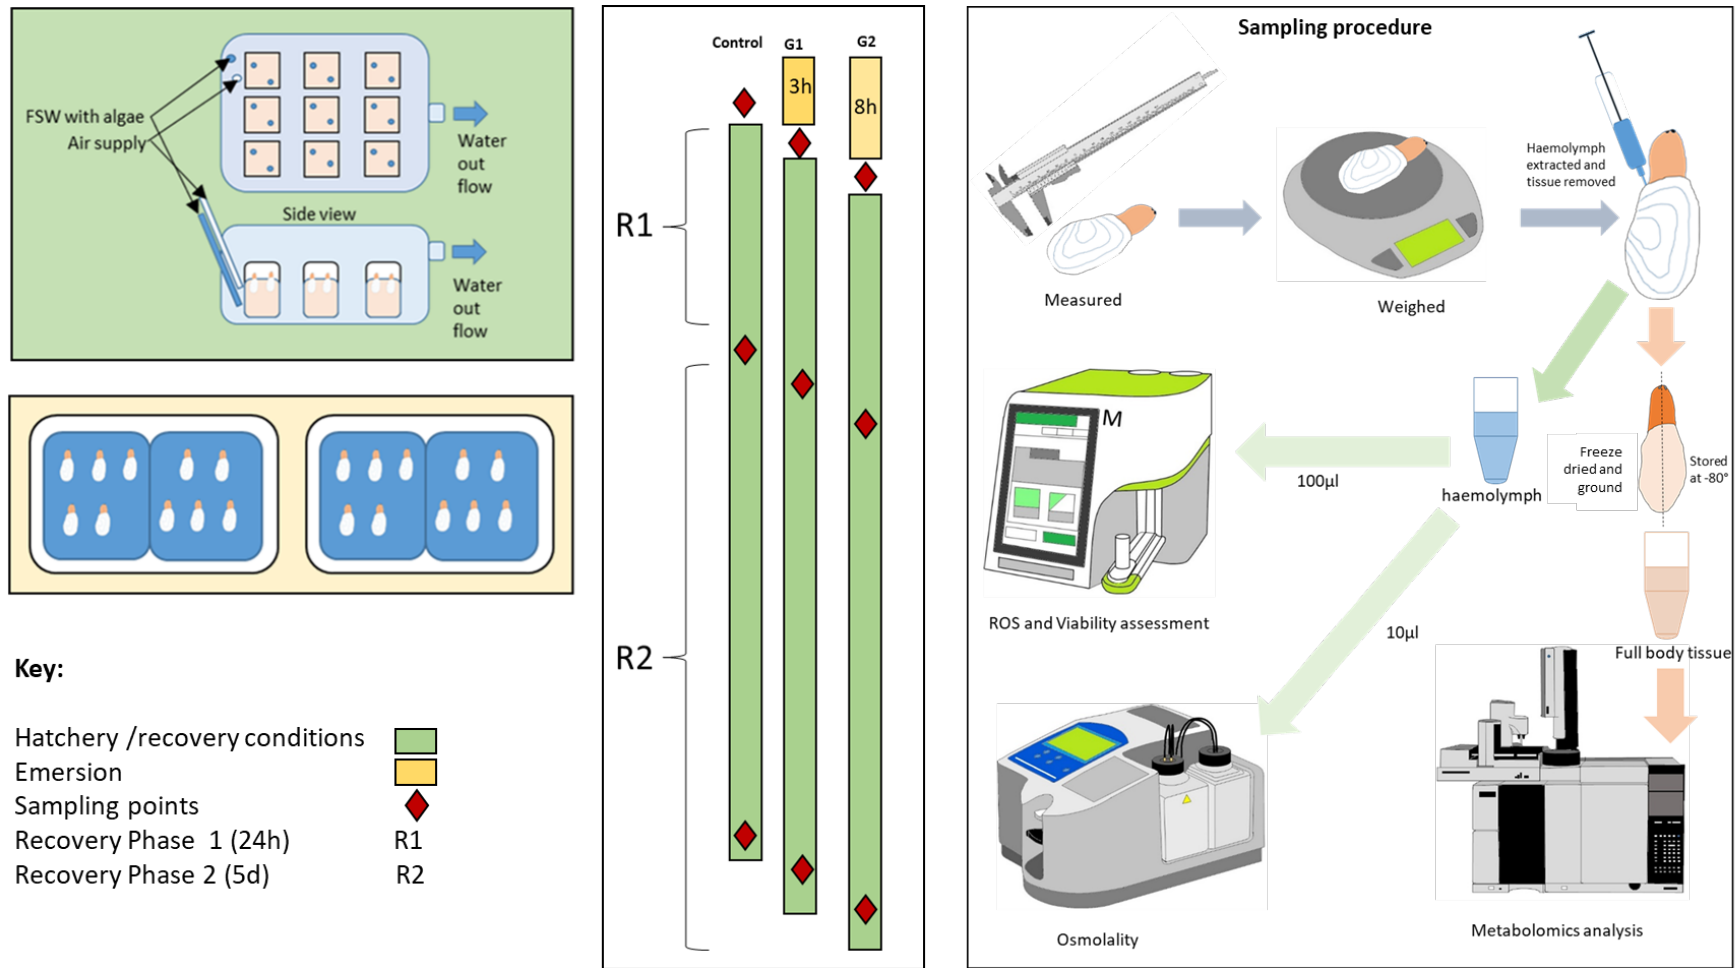 FSW with algae
Air supply
Water
out
flow
Side view
Water
out
flow
Key:
Hatchery /recovery conditions
Emersion
Sampling points
Recovery Phase 1 (24h) R1
Recovery Phase 2 (5d) R2
Control G1 G2
3h
8h
R1
R2
Sampling procedure
Measured
Weighed
Haemolymph
extracted and
tissue removed
M
100µl
haemolymph
Freeze
dried and
ground
Stored
at -80°
ROS and Viability assessment
10µl
Full body tissue
Osmolality
Metabolomics analysis